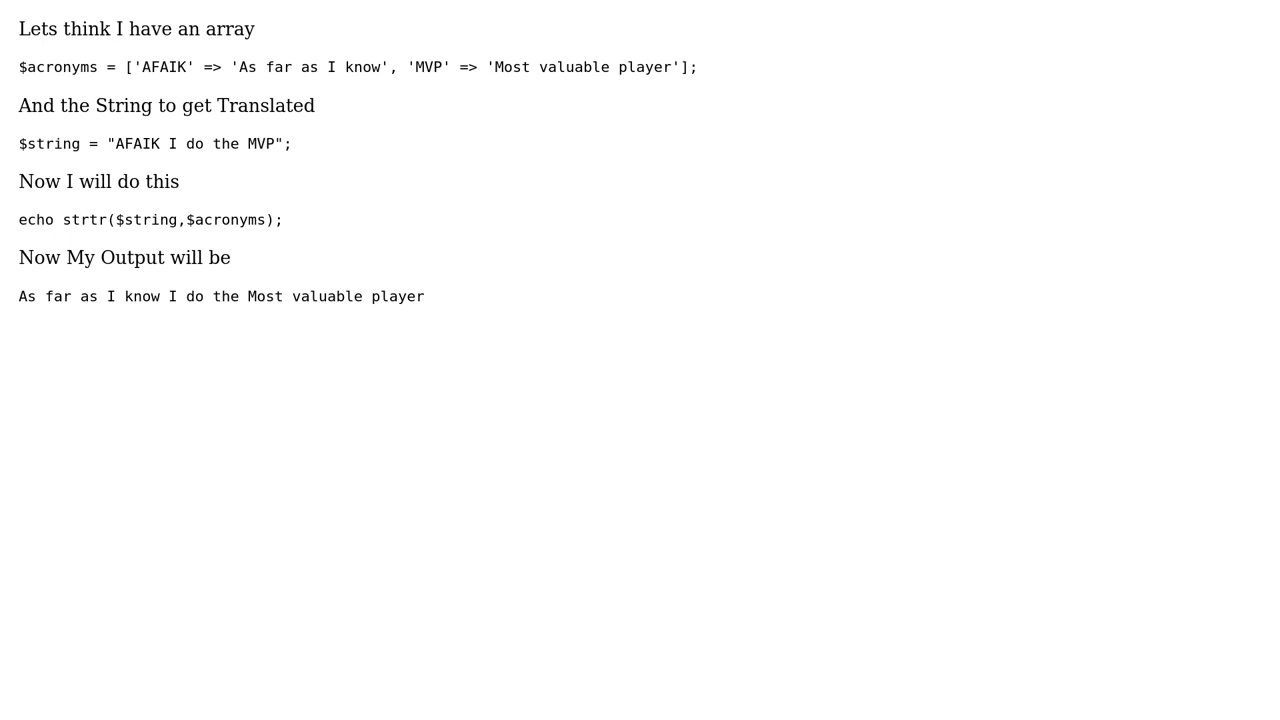 Lets think I have an array
$acronyms = ['AFAIK' => 'As far as I know', 'MVP' => 'Most valuable player'];
And the String to get Translated
$string = "AFAIK I do the MVP";
Now I will do this
echo strtr($string,$acronyms);
Now My Output will be
As far as I know I do the Most valuable player